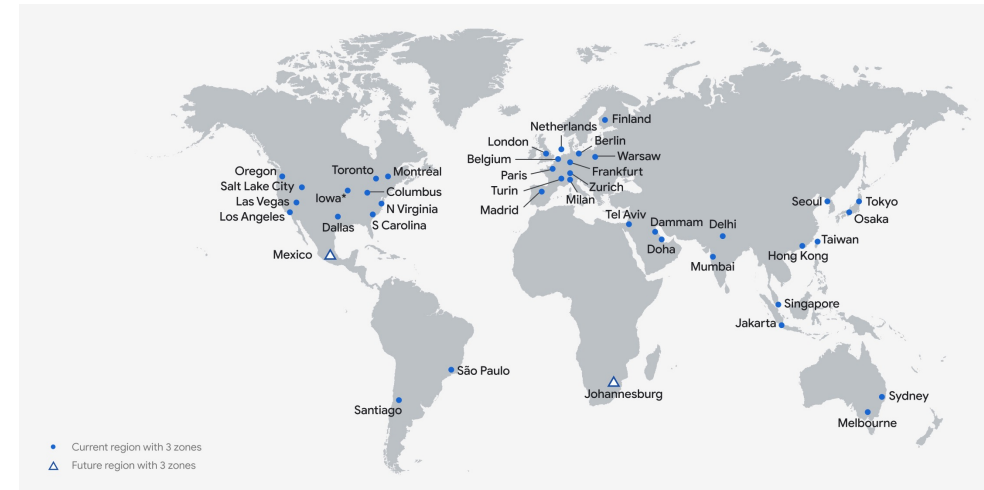 Finland
Netherlands
London
Berlin
Belgium
Warsaw
Paris
Frankfurt
Turin
Zurich
Madrid
Milan
Oregon
Toronto
Montréal
Salt Lake City
Iowa*
Columbus
Las Vegas
N Virginia
Los Angeles
Dallas
S Carolina
Mexico
Tel Aviv
Dammam
Delhi
Doha
Mumbai
Seoul
Tokyo
Osaka
Taiwan
Hong Kong
Singapore
Jakarta
São Paulo
Santiago
Johannesburg
Sydney
Melbourne
Current region with 3 zones
Future region with 3 zones